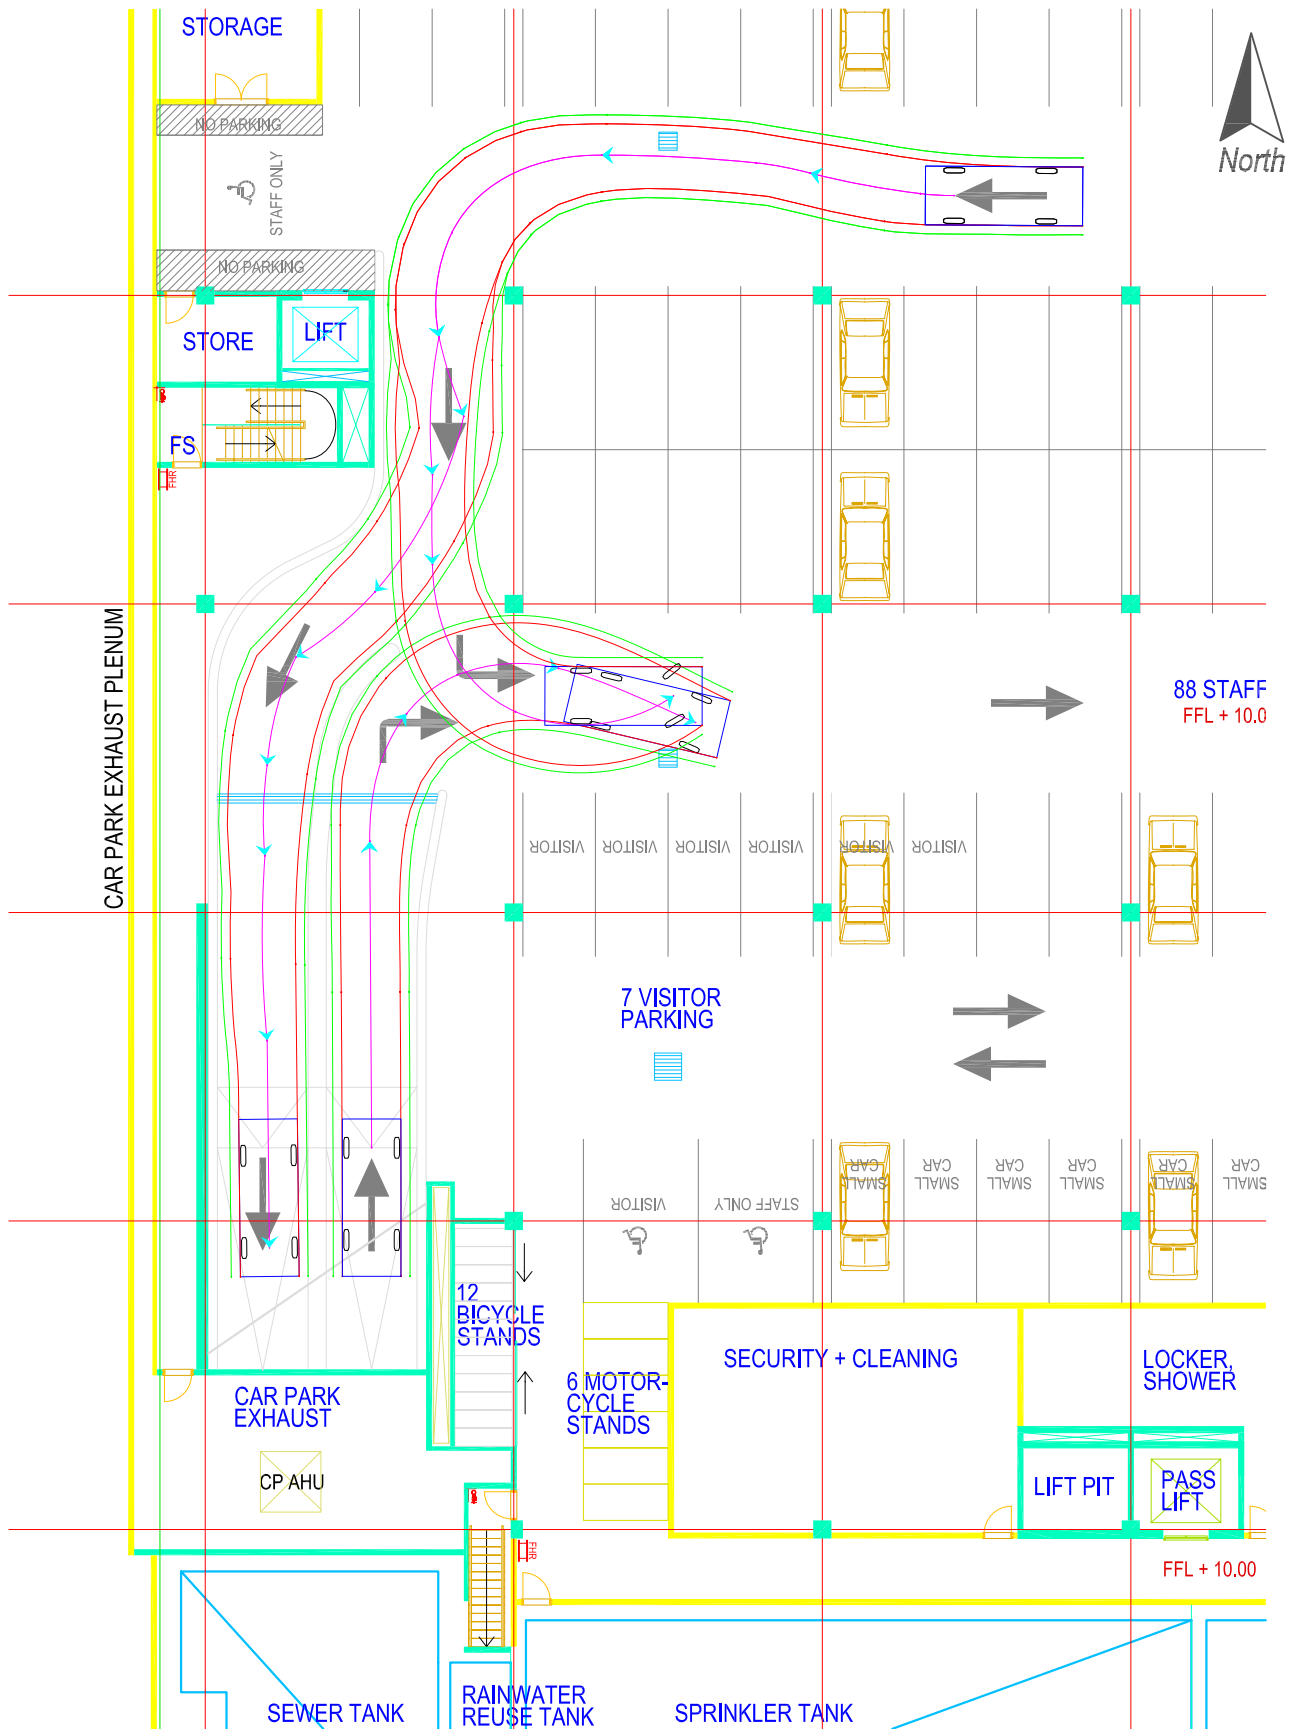 STORAGE
NO PARKING
STAFF ONLY
North
NO PARKING
STORE
LIFT
FS
FHR
CAR PARK EXHAUST PLENUM
88 STAFF
FFL + 10.0
VISITOR
VISITOR
VISITOR
VISITOR
VISITOR
VISITOR
7 VISITOR
PARKING
SMALL
CAR
SMALL
CAR
SMALL
CAR
SMALL
CAR
SMALL
CAR
SMALL
CAR
VISITOR
STAFF ONLY
12
BICYCLE
STANDS
SECURITY + CLEANING
LOCKER,
SHOWER
6 MOTOR-
CYCLE
STANDS
CAR PARK
EXHAUST
CP AHU
LIFT PIT
PASS
LIFT
FHR
FFL + 10.00
SEWER TANK
RAINWATER
REUSE TANK
SPRINKLER TANK